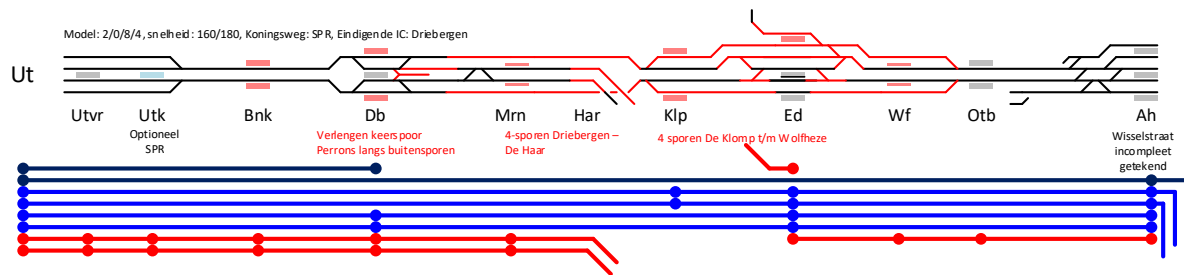 Model: 2/0/8/4, snelheid: 160/180, Koningsweg: SPR, Eindigende IC: Driebergen
Ut
Utvr Utk Bnk Db Mrn Har Klp Ed Wf Otb Ah
Optioneel
SPR
Verlengen keerspoor
Perrons langs buitensporen
4-sporen Driebergen –
De Haar
4 sporen De Klomp t/m Wolfheze
Wisselstraat
incompleet
getekend